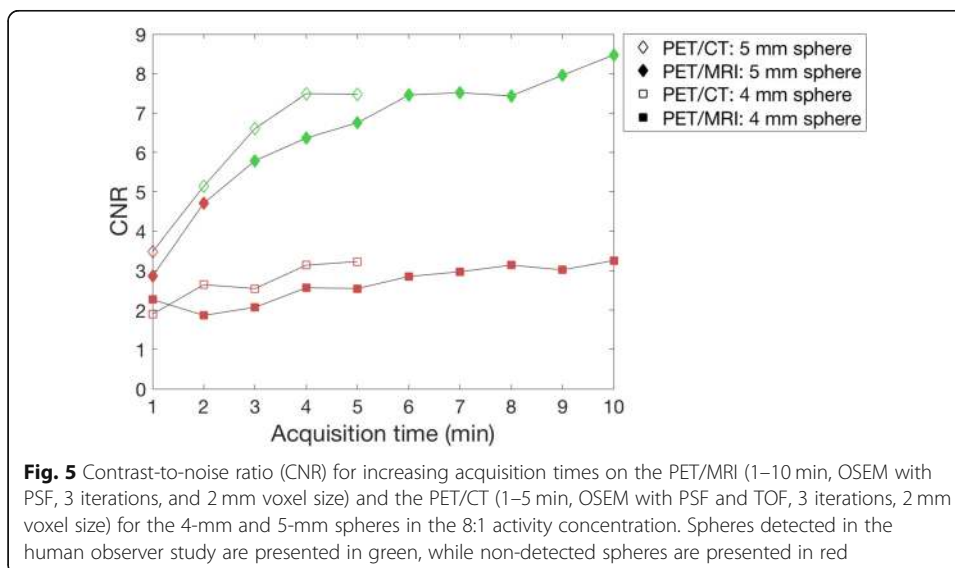 9
8
7
6
5
4
3
2
1
0
CNR
1 2 3 4 5 6 7 8 9 10
Acquisition time (min)
PET/CT: 5 mm sphere
PET/MRI: 5 mm sphere
PET/CT: 4 mm sphere
PET/MRI: 4 mm sphere
Fig. 5 Contrast-to-noise ratio (CNR) for increasing acquisition times on the PET/MRI (1–10 min, OSEM with
PSF, 3 iterations, and 2 mm voxel size) and the PET/CT (1–5 min, OSEM with PSF and TOF, 3 iterations, 2 mm
voxel size) for the 4-mm and 5-mm spheres in the 8:1 activity concentration. Spheres detected in the
human observer study are presented in green, while non-detected spheres are presented in red